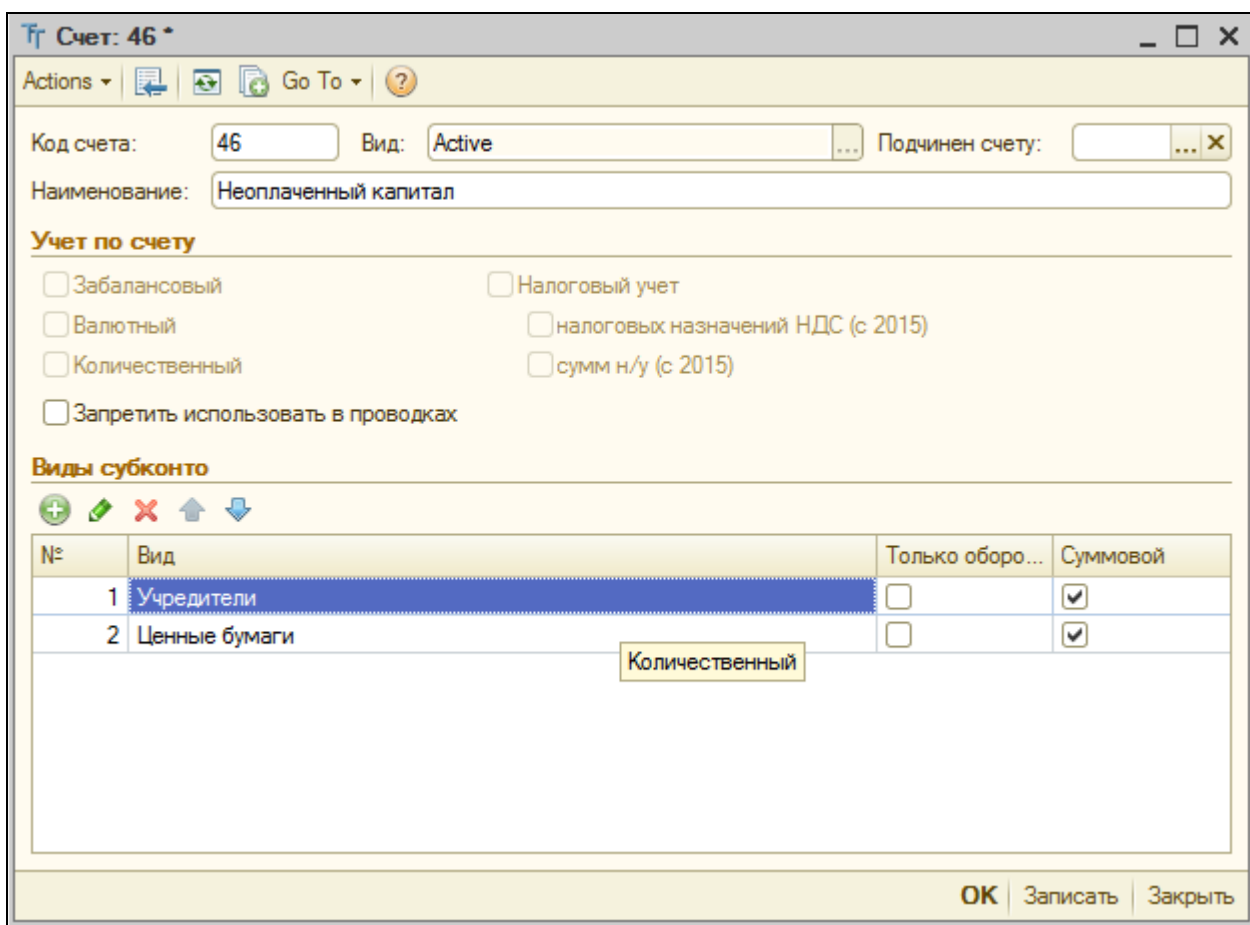 Счет: 46 *
Actions Go To ?
Код счета: 46 Вид: Active ... Подчинен счету: ...
Наименование: Неоплаченный капитал
Учет по счету
Забалансовый Налоговый учет
Валютный налоговых назначений НДС (с 2015)
Количественный сумм н/у (с 2015)
Запретить использовать в проводках
Виды субконто
№ Вид Только оборо... Суммовой
1 Учредители
2 Ценные бумаги
Количественный
OK Записать Закрыть